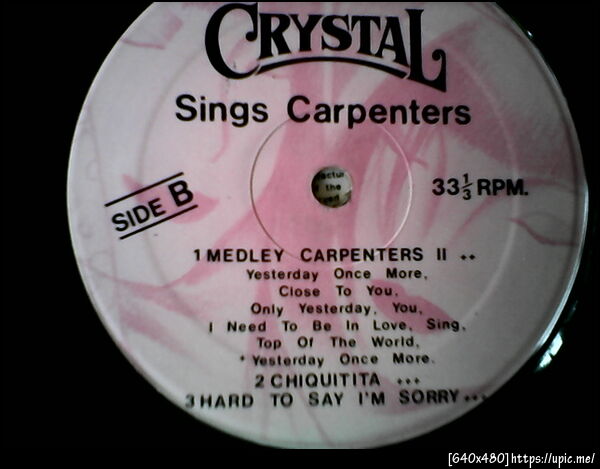 CRYSTAL
Sings Carpenters
SIDE B
33⅓ RPM.
1 MEDLEY CARPENTERS II ++
Yesterday Once More,
Close To You,
Only Yesterday, You,
I Need To Be In Love, Sing,
Top Of The World,
* Yesterday Once More.
2 CHIQUITITA +++
3 HARD TO SAY I'M SORRY +++
the
[640x480]https://upic.me/